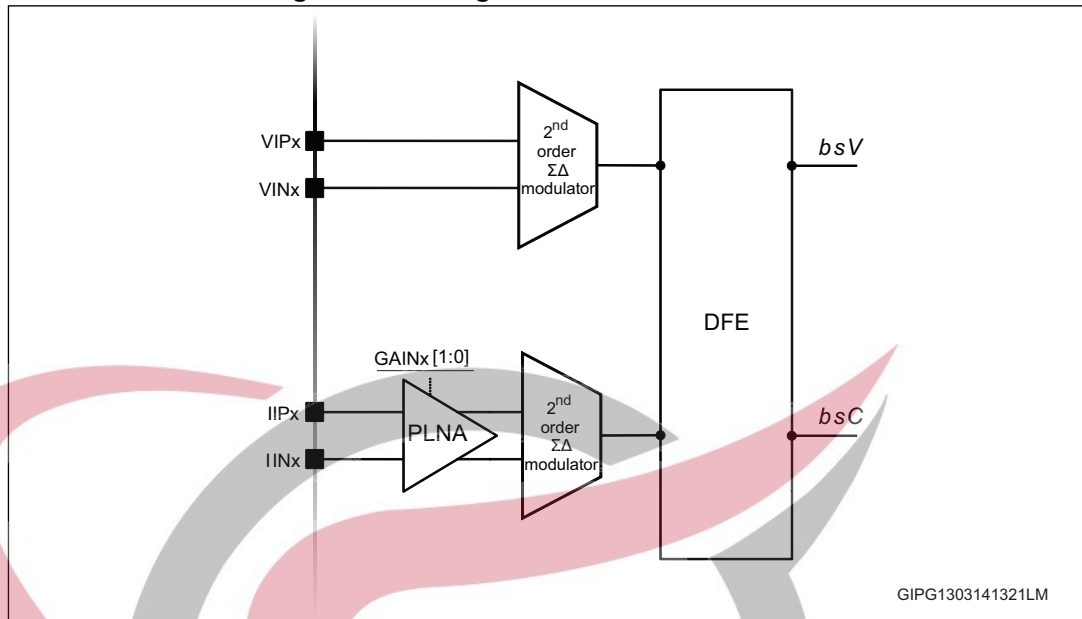 VIPx
VINx
2nd
order
ΣΔ
modulator
bsV
DFE
GAINx [1:0]
IIPx
IINx
PLNA
2nd
order
ΣΔ
modulator
bsC
GIPG1303141321LM